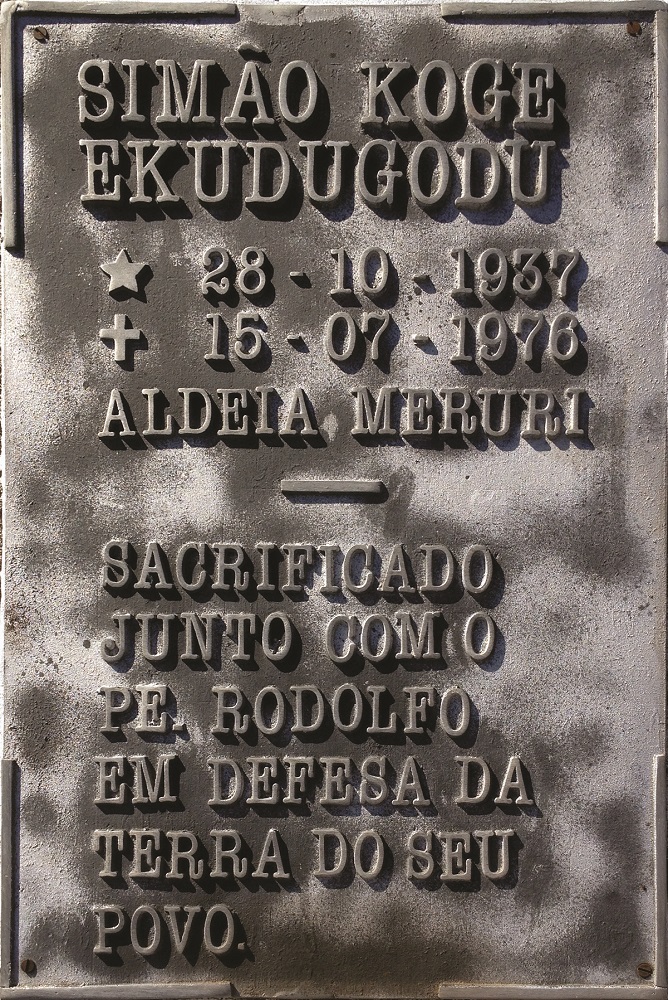 SIMÃO KOGE
EKUDUGODU
★ 28 - 10 - 1937
✝ 15 - 07 - 1976
ALDEIA MERURI
—
SACRIFICADO
JUNTO COM O
PE. RODOLFO
EM DEFESA DA
TERRA DO SEU
POVO.